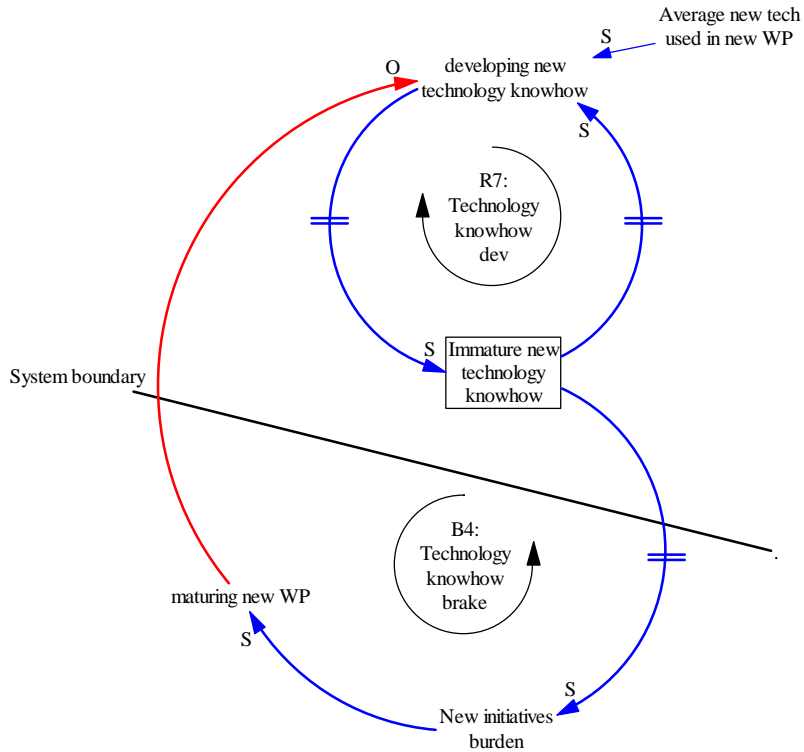 Average new tech
used in new WP
S
O
developing new
technology knowhow
S
R7:
Technology
knowhow
dev
S
Immature new
technology
knowhow
System boundary
B4:
Technology
knowhow
brake
.
maturing new WP
S
S
New initiatives
burden